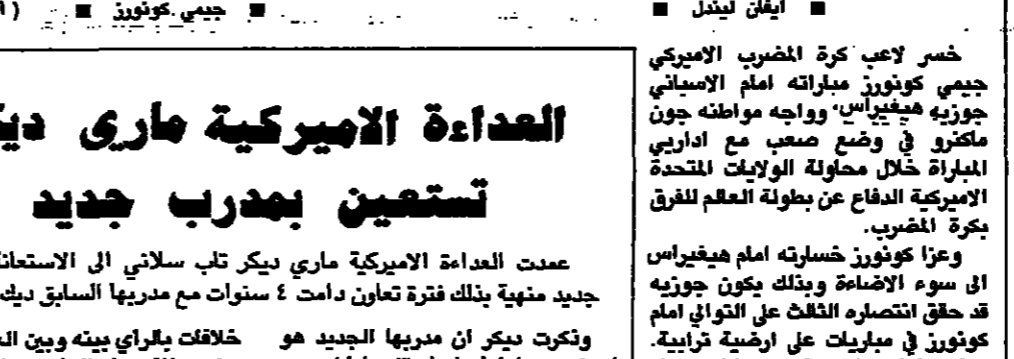 ■ ايفان ليندل ■
■ جيمي كونورز ■
خسر لاعب كرة المضرب الاميركي
جيمي كونورز مباراته امام الاسباني
جوزيه هيغيراس، وواجه مواطنه جون
ماكنرو في وضع صعب مع اداريي
المباراة خلال محاولة الولايات المتحدة
الاميركية الدفاع عن بطولة العالم للفرق
بكرة المضرب.
وعزا كونورز خسارته امام هيغيراس
الى سوء الاضاءة وبذلك يكون جوزيه
قد حقق انتصاره الثالث على التوالي امام
كونورز في مباريات على ارضية ترابية.
العداءة الاميركية ماري
تستعين بمدرب جديد
عمدت العداءة الاميركية ماري ديكر تاب سلاني الى
جديد منهية بذلك فترة تعاون دامت ٤ سنوات مع مدربها السابق ديك
وذكرت ديكر ان مدربها الجديد هو
خلافات بالراي بينه وبين